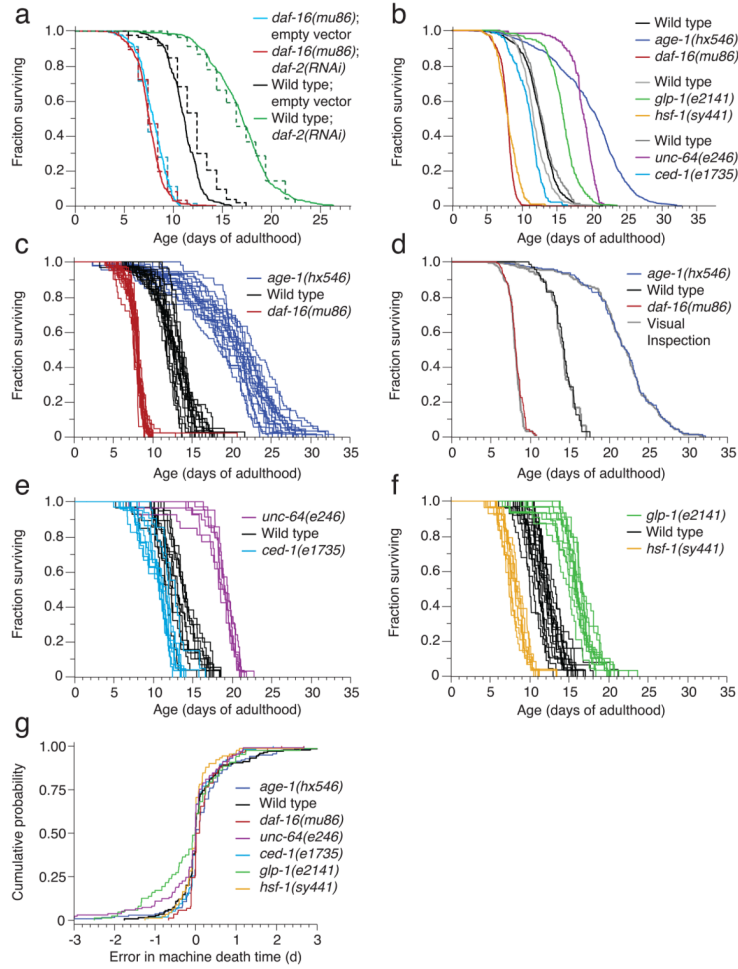 a
daf-16(mu86);
empty vector
daf-16(mu86);
daf-2(RNAi)
Wild type;
empty vector
Wild type;
daf-2(RNAi)
Fraciton surviving
1.0
0.8
0.6
0.4
0.2
0
0 5 10 15 20 25
Age (days of adulthood)
b
Wild type
age-1(hx546)
daf-16(mu86)
Wild type
glp-1(e2141)
hsf-1(sy441)
Wild type
unc-64(e246)
ced-1(e1735)
Fraction surviving
1.0
0.8
0.6
0.4
0.2
0.0
0 5 10 15 20 25 30 35
Age (days of adulthood)
c
age-1(hx546)
Wild type
daf-16(mu86)
Fraction surviving
1.0
0.8
0.6
0.4
0.2
0
0 5 10 15 20 25 30 35
Age (days of adulthood)
d
age-1(hx546)
Wild type
daf-16(mu86)
Visual
Inspection
Fraction surviving
1.0
0.8
0.6
0.4
0.2
0
0 5 10 15 20 25 30 35
Age (days of adulthood)
e
unc-64(e246)
Wild type
ced-1(e1735)
Fraction surviving
1.0
0.8
0.6
0.4
0.2
0
0 5 10 15 20 25 30 35
Age (days of adulthood)
f
glp-1(e2141)
Wild type
hsf-1(sy441)
Fraction surviving
1.0
0.8
0.6
0.4
0.2
0
0 5 10 15 20 25 30 35
Age (days of adulthood)
g
age-1(hx546)
Wild type
daf-16(mu86)
unc-64(e246)
ced-1(e1735)
glp-1(e2141)
hsf-1(sy441)
Cumulative probability
1.00
0.75
0.50
0.25
0
-3 -2 -1 0 1 2 3
Error in machine death time (d)